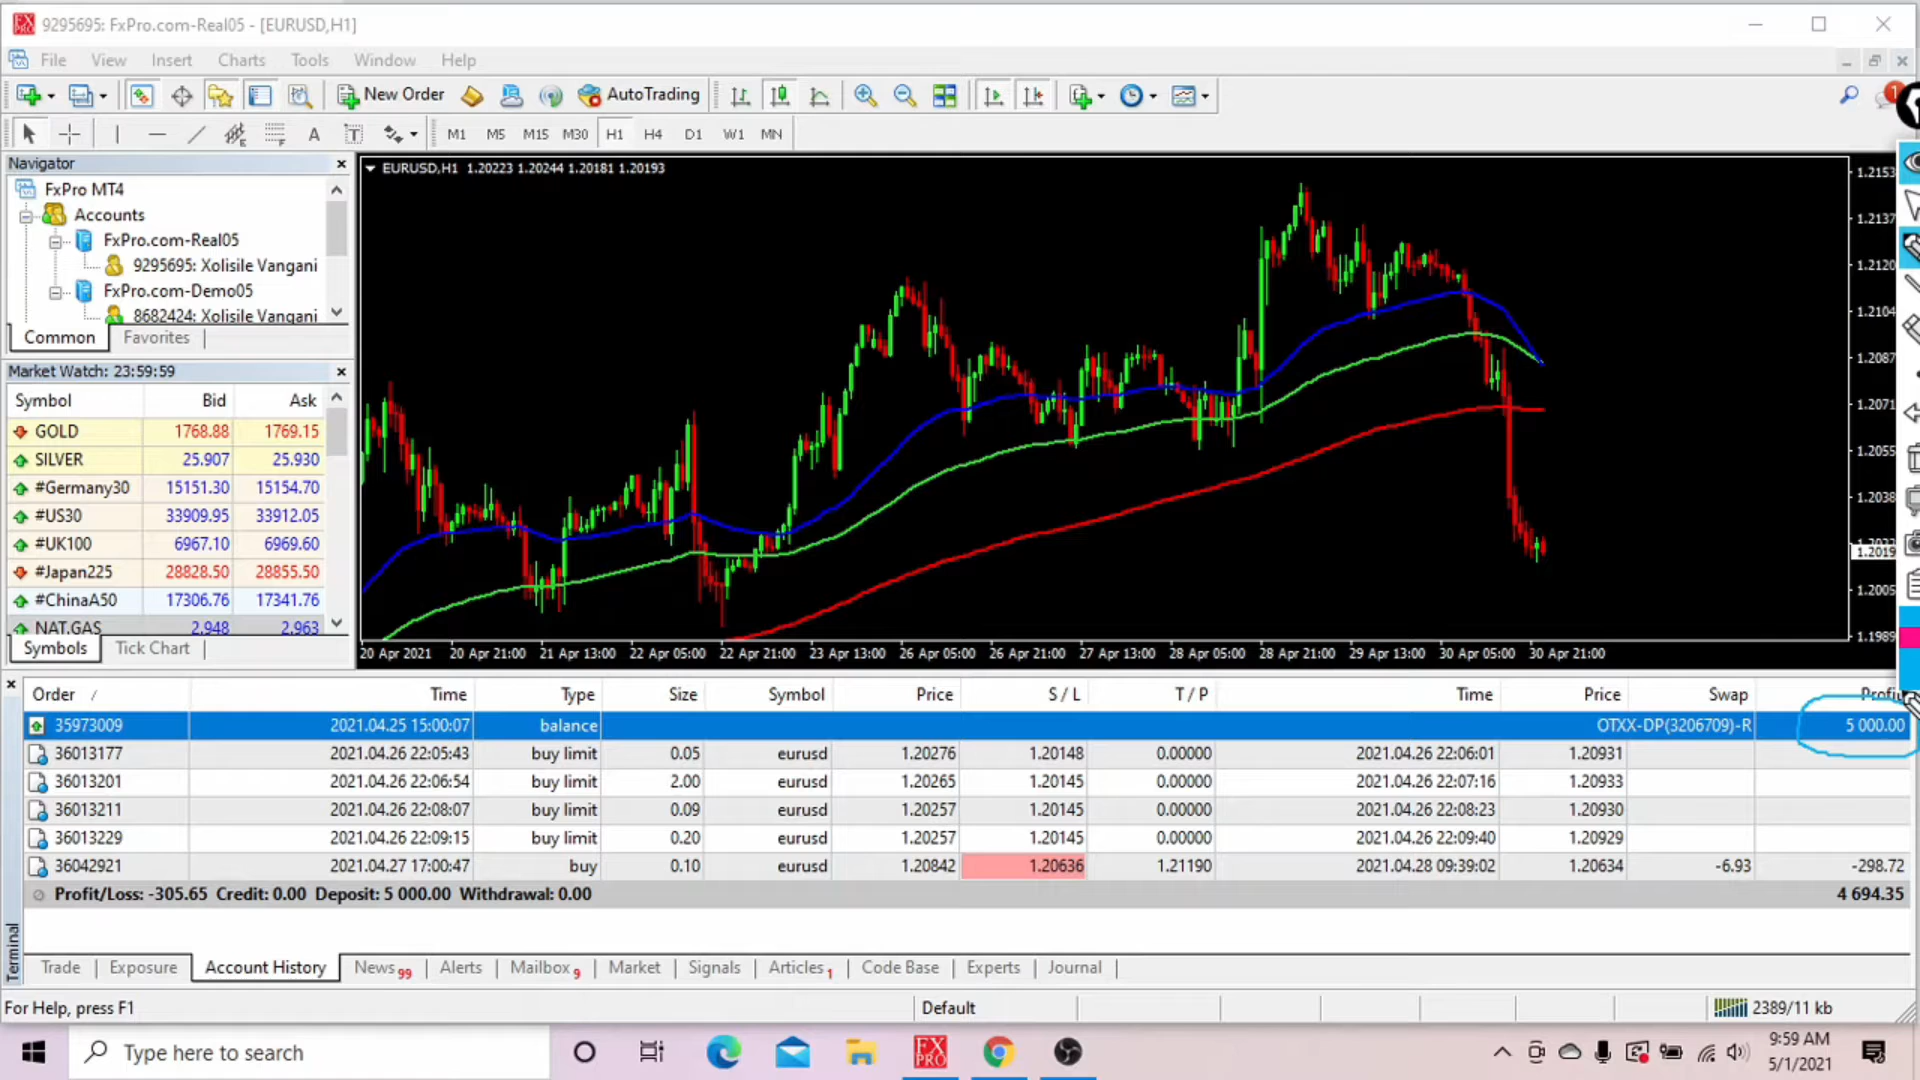 9295695: FxPro.com-Real05 - [EURUSD,H1]
File View Insert Charts Tools Window Help
New Order AutoTrading
M1 M5 M15 M30 H1 H4 D1 W1 MN
Navigator
FxPro MT4
Accounts
FxPro.com-Real05
9295695: Xolisile Vangani
FxPro.com-Demo05
8682424: Xolisile Vangani
Common Favorites
Market Watch: 23:59:59
Symbol Bid Ask
GOLD 1768.88 1769.15
SILVER 25.907 25.930
#Germany30 15151.30 15154.70
#US30 33909.95 33912.05
#UK100 6967.10 6969.60
#Japan225 28828.50 28855.50
#ChinaA50 17306.76 17341.76
NAT.GAS 2.948 2.963
Symbols Tick Chart
EURUSD,H1 1.20223 1.20244 1.20181 1.20193
1.2153
1.2137
1.2120
1.2104
1.2087
1.2071
1.2055
1.2038
1.2019
1.2005
1.1989
20 Apr 2021 20 Apr 21:00 21 Apr 13:00 22 Apr 05:00 22 Apr 21:00 23 Apr 13:00 26 Apr 05:00 26 Apr 21:00 27 Apr 13:00 28 Apr 05:00 28 Apr 21:00 29 Apr 13:00 30 Apr 05:00 30 Apr 21:00
Order / Time Type Size Symbol Price S / L T / P Time Price Swap Profit
35973009 2021.04.25 15:00:07 balance OTXX-DP(3206709)-R 5 000.00
36013177 2021.04.26 22:05:43 buy limit 0.05 eurusd 1.20276 1.20148 0.00000 2021.04.26 22:06:01 1.20931
36013201 2021.04.26 22:06:54 buy limit 2.00 eurusd 1.20265 1.20145 0.00000 2021.04.26 22:07:16 1.20933
36013211 2021.04.26 22:08:07 buy limit 0.09 eurusd 1.20257 1.20145 0.00000 2021.04.26 22:08:23 1.20930
36013229 2021.04.26 22:09:15 buy limit 0.20 eurusd 1.20257 1.20145 0.00000 2021.04.26 22:09:40 1.20929
36042921 2021.04.27 17:00:47 buy 0.10 eurusd 1.20842 1.20636 1.21190 2021.04.28 09:39:02 1.20634 -6.93 -298.72
Profit/Loss: -305.65 Credit: 0.00 Deposit: 5 000.00 Withdrawal: 0.00 4 694.35
Terminal
Trade Exposure Account History News 99 Alerts Mailbox 9 Market Signals Articles 1 Code Base Experts Journal
For Help, press F1 Default 2389/11 kb
Type here to search
FX PRO
9:59 AM
5/1/2021